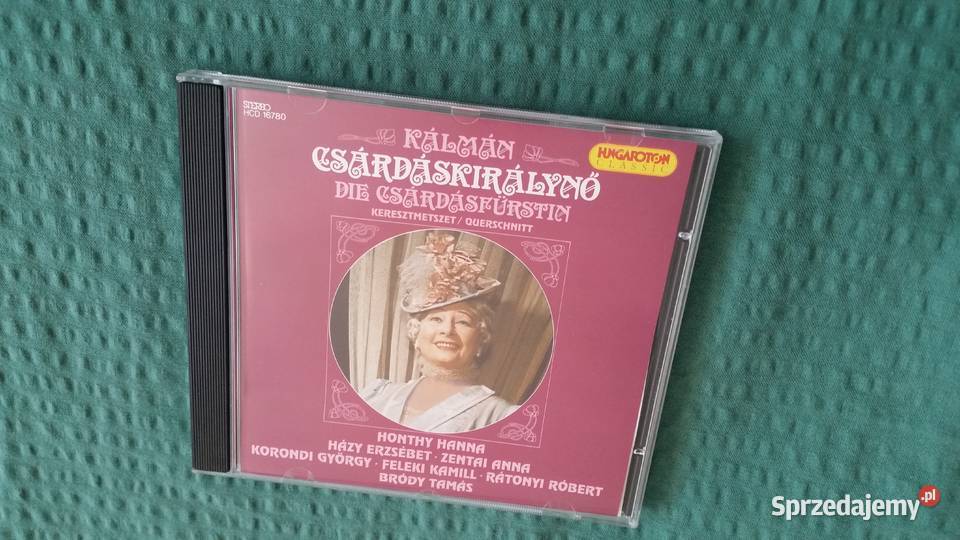 STEREO
HCD 16780
KÁLMÁN
HUNGAROTON
CLASSIC
CSÁRDÁSKIRÁLYNŐ
DIE CSÁRDÁSFÜRSTIN
KERESZTMETSZET / QUERSCHNITT
HONTHY HANNA
HÁZY ERZSÉBET · ZENTAI ANNA
KORONDI GYÖRGY · FELEKI KAMILL · RÁTONYI RÓBERT
BRÓDY TAMÁS
Sprzedajemy.pl